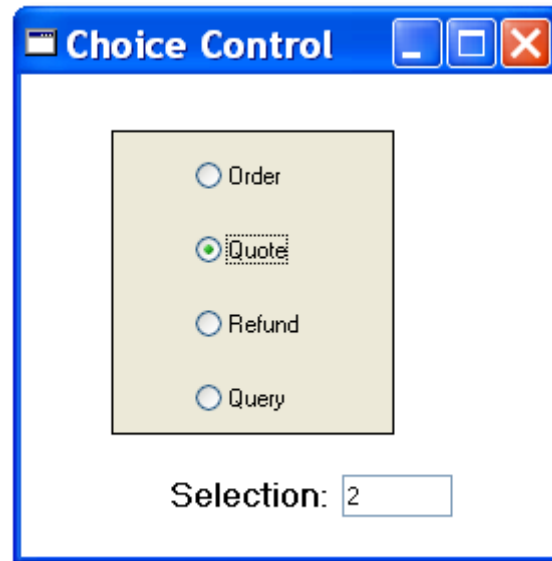 Choice Control
Order
Quote
Refund
Query
Selection: 2